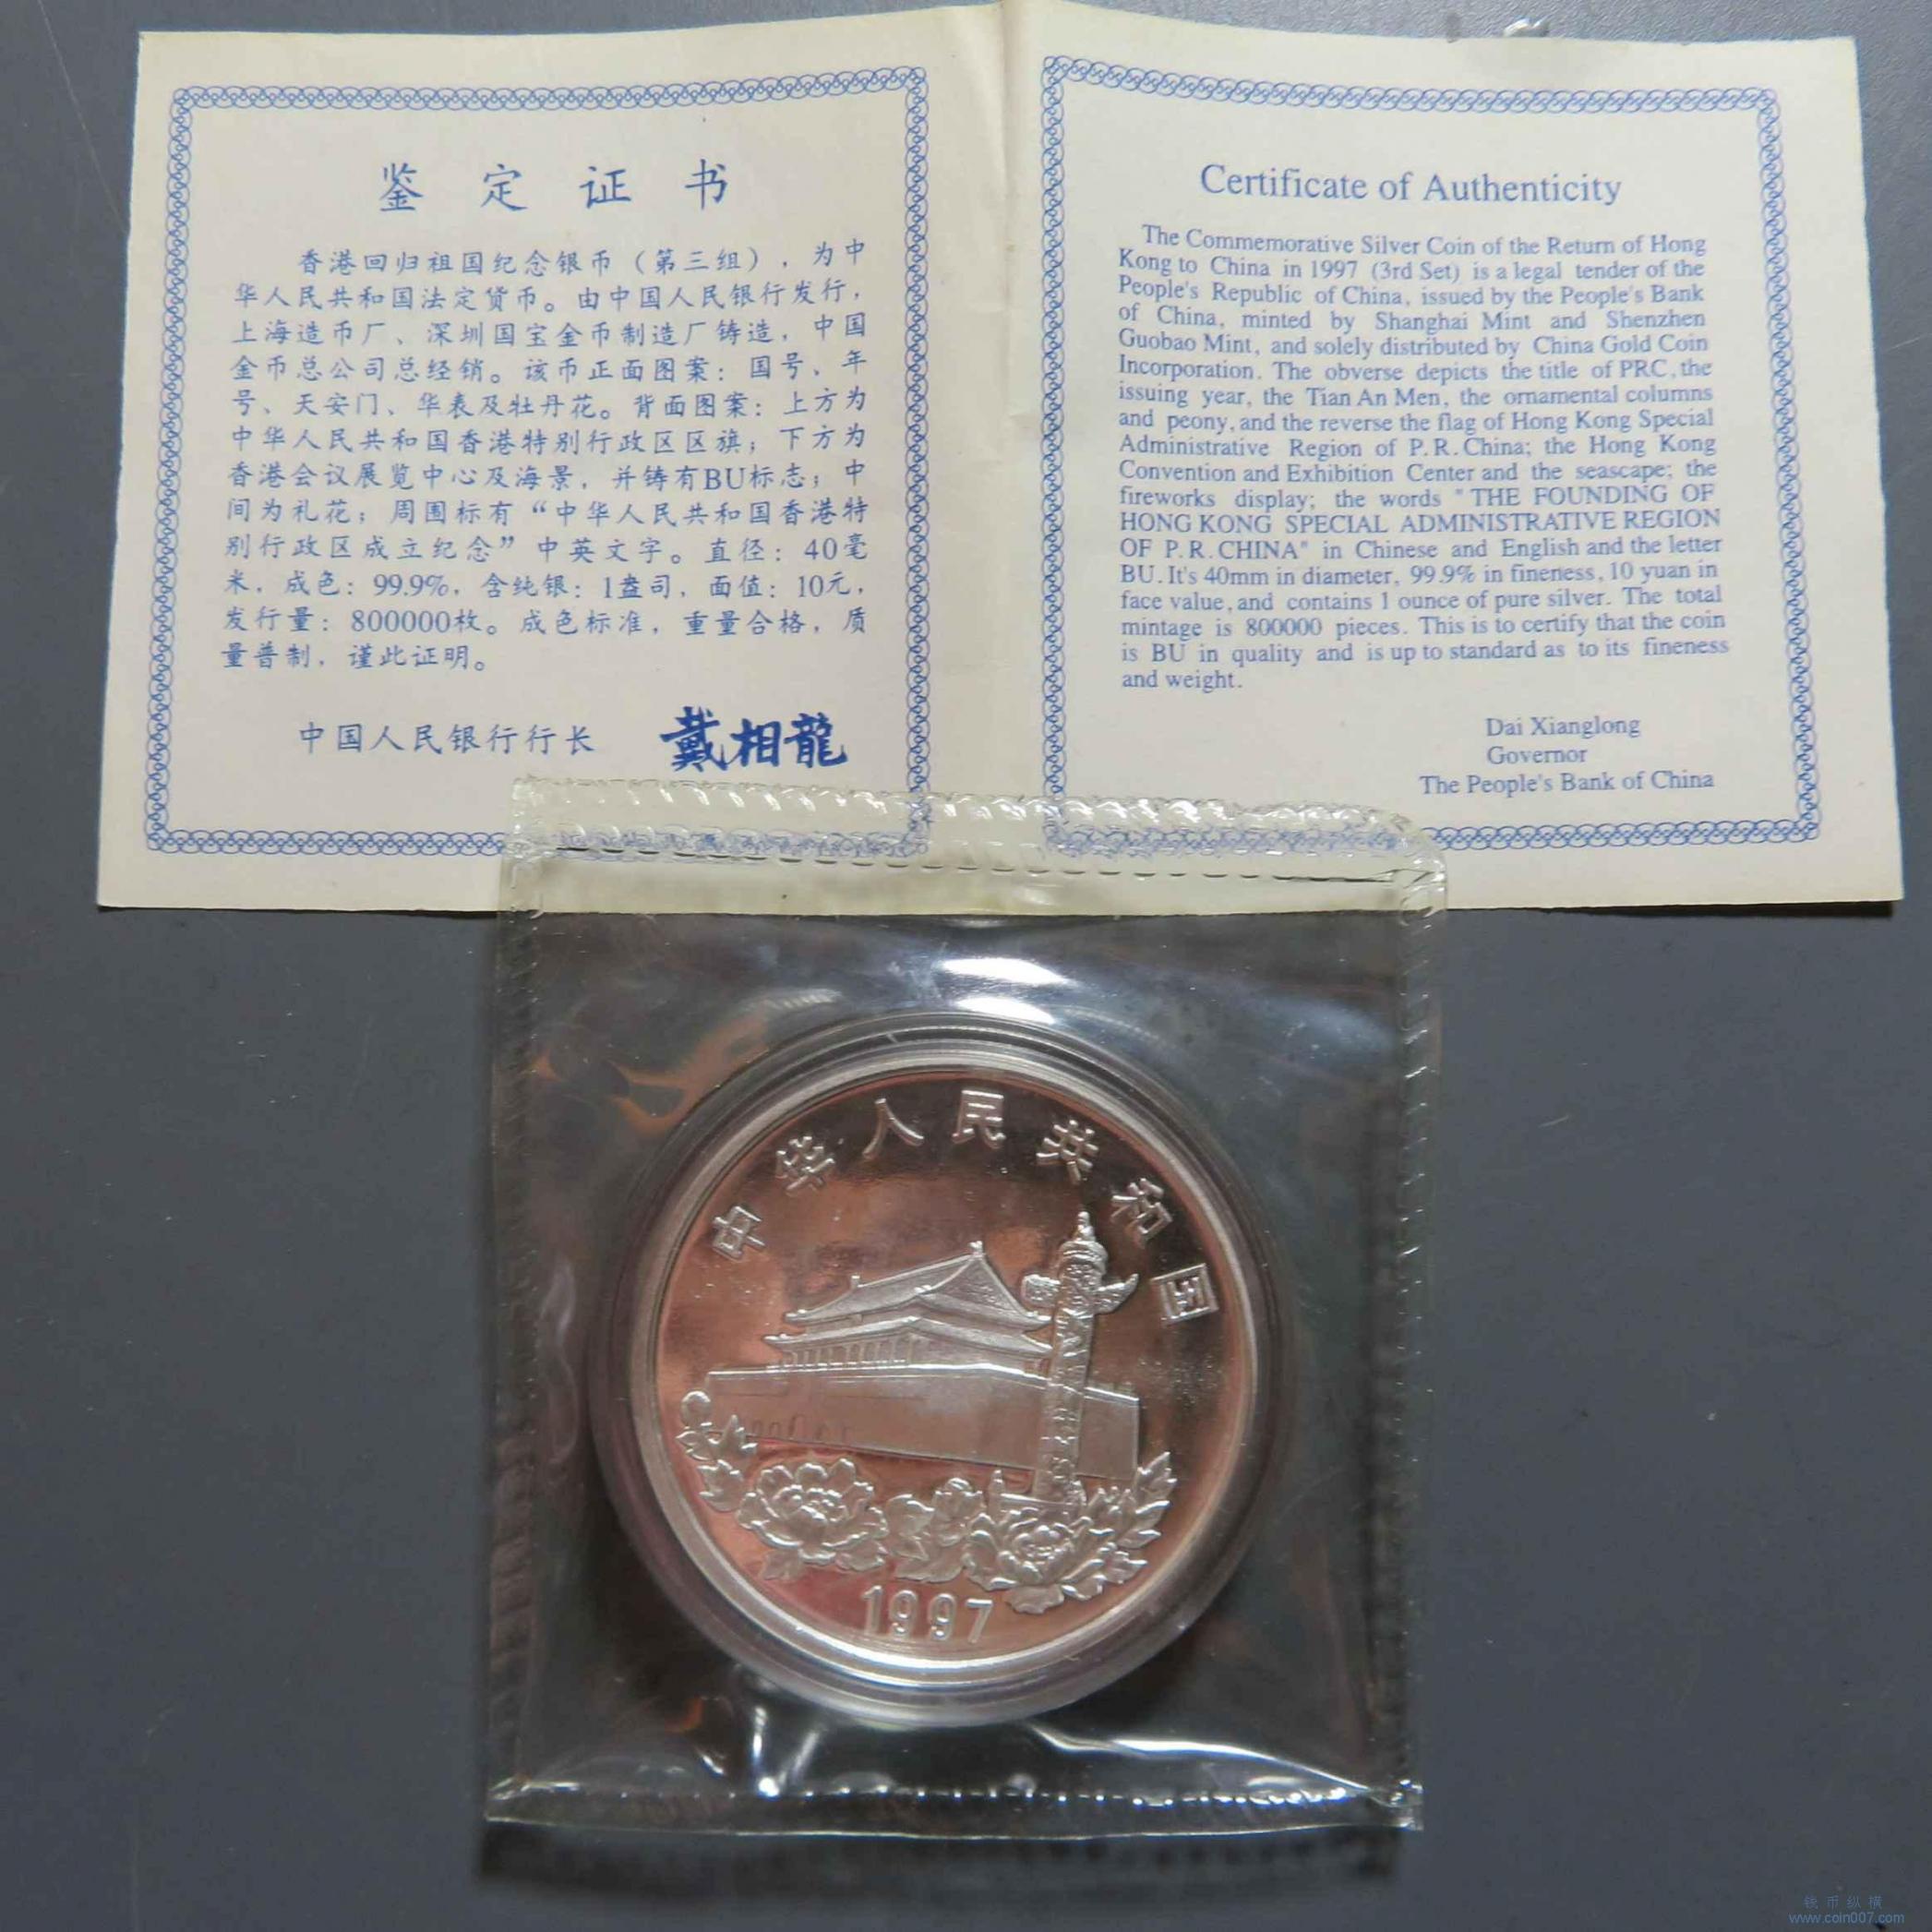 鉴定证书
香港回归祖国纪念银币（第三组），为中
华人民共和国法定货币。由中国人民银行发行，
上海造币厂、深圳国宝金币制造厂铸造，中国
金币总公司总经销。该币正面图案：国号、年
号、天安门、华表及牡丹花。背面图案：上方为
中华人民共和国香港特别行政区区旗；下方为
香港会议展览中心及海景，并铸有BU标志；中
间为礼花；周围标有“中华人民共和国香港特
别行政区成立纪念”中英文字。直径：40毫
米，成色：99.9%，含纯银：1盎司，面值：10元，
发行量：800000枚。成色标准，重量合格，质
量普制，谨此证明。
中国人民银行行长 戴相龍
Certificate of Authenticity
The Commemorative Silver Coin of the Return of Hong
Kong to China in 1997 (3rd Set) is a legal tender of the
People's Republic of China, issued by the People's Bank
of China, minted by Shanghai Mint and Shenzhen
Guobao Mint, and solely distributed by China Gold Coin
Incorporation. The obverse depicts the title of PRC, the
issuing year, the Tian An Men, the ornamental columns
and peony, and the reverse the flag of Hong Kong Special
Administrative Region of P.R.China; the Hong Kong
Convention and Exhibition Center and the seascape; the
fireworks display; the words "THE FOUNDING OF
HONG KONG SPECIAL ADMINISTRATIVE REGION
OF P.R.CHINA" in Chinese and English and the letter
BU. It's 40mm in diameter, 99.9% in fineness, 10 yuan in
face value, and contains 1 ounce of pure silver. The total
mintage is 800000 pieces. This is to certify that the coin
is BU in quality and is up to standard as to its fineness
and weight.
Dai Xianglong
Governor
The People's Bank of China
中华人民共和国
1997
钱币纵横
www.coin007.com